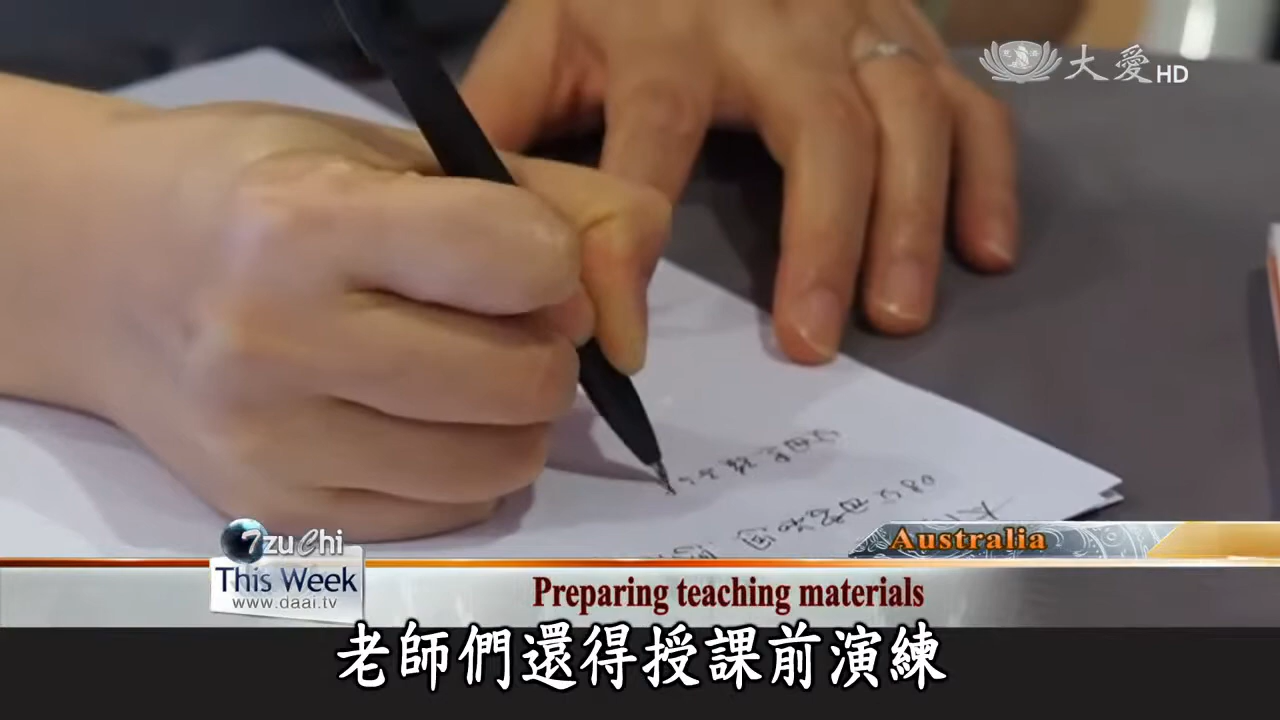 大愛HD
Australia
Tzu Chi
This Week
www.daai.tv
Preparing teaching materials
老師們還得授課前演練